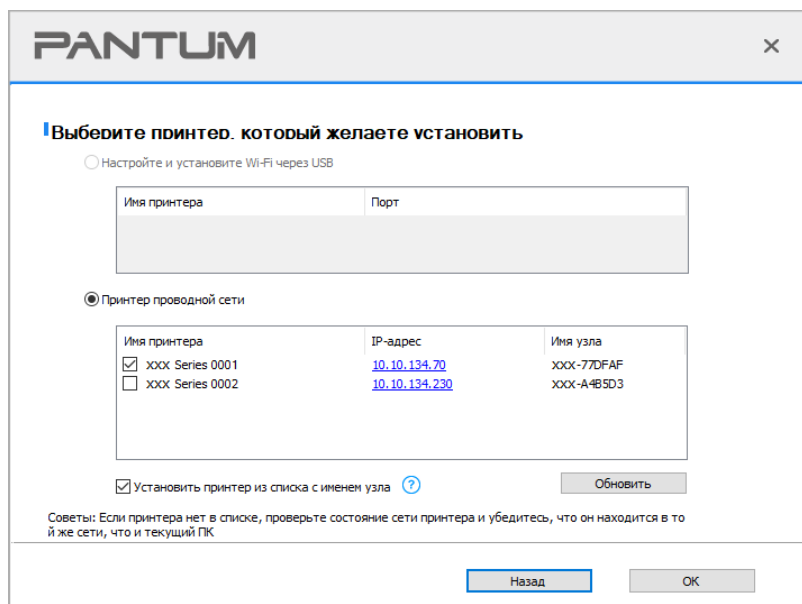 PANTUM
Выберите принтер, который желаете установить
Настройте и установите Wi-Fi через USB
Имя принтера Порт
Принтер проводной сети
Имя принтера IP-адрес Имя узла
XXX Series 0001 10.10.134.70 XXX-77DFAF
XXX Series 0002 10.10.134.230 XXX-A4B5D3
Установить принтер из списка с именем узла ?
Обновить
Советы: Если принтера нет в списке, проверьте состояние сети принтера и убедитесь, что он находится в то
й же сети, что и текущий ПК
Назад OK